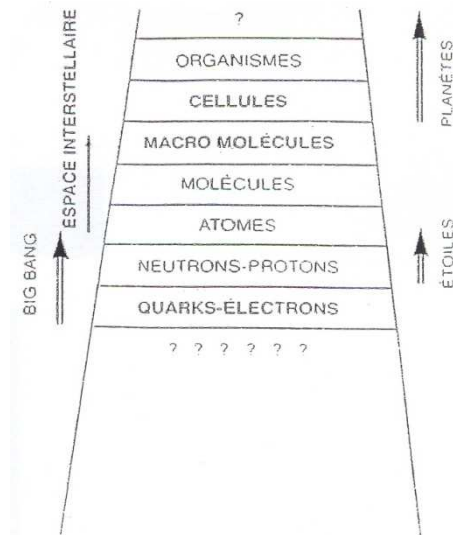 ?
ORGANISMES
CELLULES
MACRO MOLÉCULES
MOLÉCULES
ATOMES
NEUTRONS-PROTONS
QUARKS-ÉLECTRONS
? ? ? ? ? ?
BIG BANG
ESPACE INTERSTELLAIRE
PLANÈTES
ÉTOILES